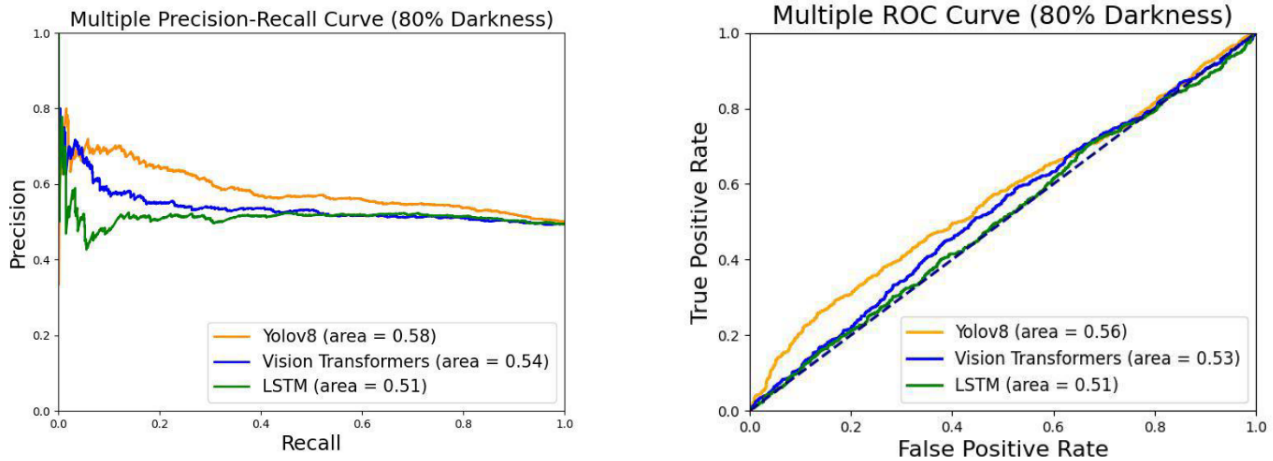 Multiple Precision-Recall Curve (80% Darkness)
1.0
0.8
0.6
0.4
0.2
0.0
Precision
0.0 0.2 0.4 0.6 0.8 1.0
Recall
Yolov8 (area = 0.58)
Vision Transformers (area = 0.54)
LSTM (area = 0.51)
Multiple ROC Curve (80% Darkness)
1.0
0.8
0.6
0.4
0.2
0.0
True Positive Rate
0.0 0.2 0.4 0.6 0.8 1.0
False Positive Rate
Yolov8 (area = 0.56)
Vision Transformers (area = 0.53)
LSTM (area = 0.51)